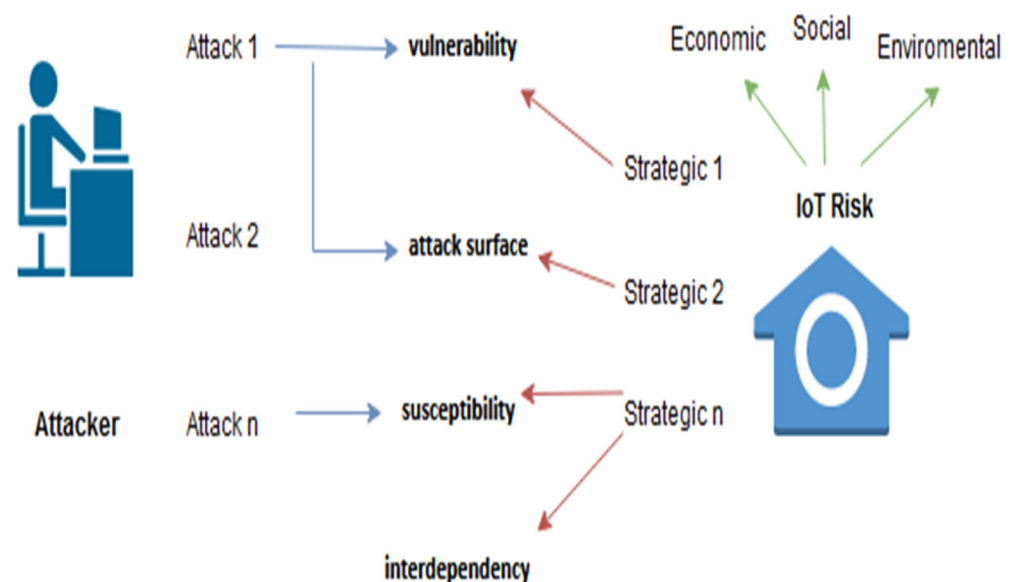 Attack 1
vulnerability
Economic
Social
Enviromental
Strategic 1
IoT Risk
Attack 2
attack surface
Strategic 2
Attacker
Attack n
susceptibility
Strategic n
interdependency